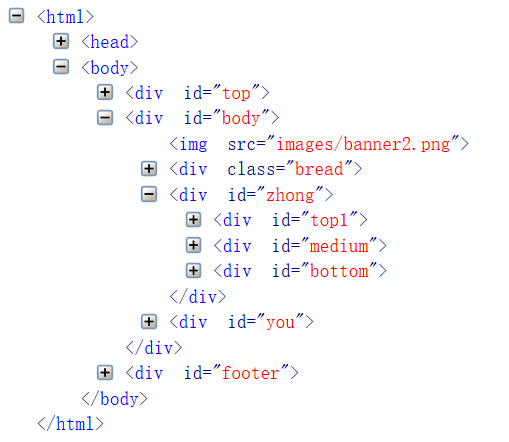 <html>
<head>
<body>
<div id="top">
<div id="body">
<img src="images/banner2.png">
<div class="bread">
<div id="zhong">
<div id="top1">
<div id="medium">
<div id="bottom">
</div>
<div id="you">
</div>
<div id="footer">
</body>
</html>